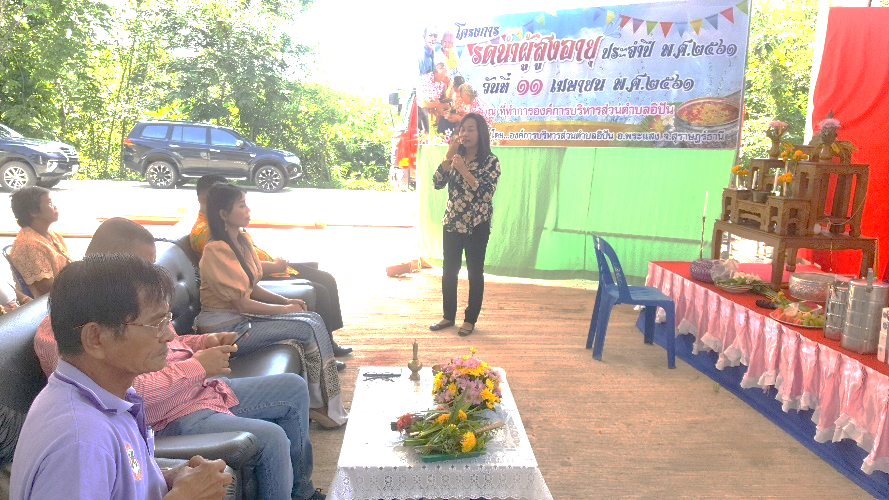 โครงการ
รดน้ำผู้สูงอายุ ประจำปี พ.ศ.๒๕๖๑
วันที่ ๑๑ เมษายน พ.ศ.๒๕๖๑
ณ ที่ทำการองค์การบริหารส่วนตำบลอิปัน
โดย...องค์การบริหารส่วนตำบลอิปัน อ.พระแสง จ.สุราษฎร์ธานี